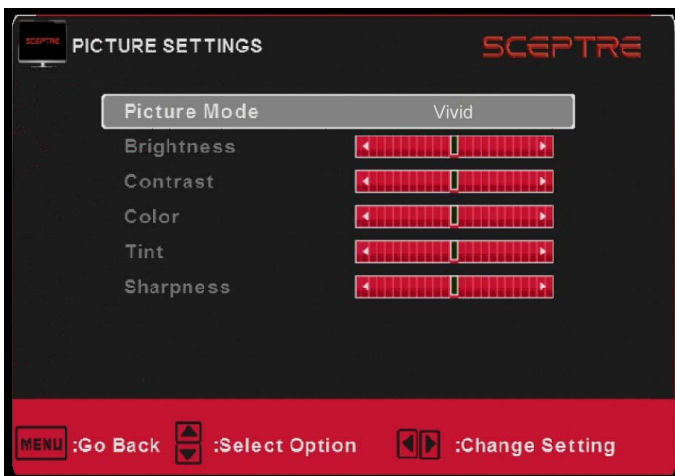 SCEPTRE PICTURE SETTINGS SCEPTRE
Picture Mode Vivid
Brightness
Contrast
Color
Tint
Sharpness
MENU :Go Back :Select Option :Change Setting